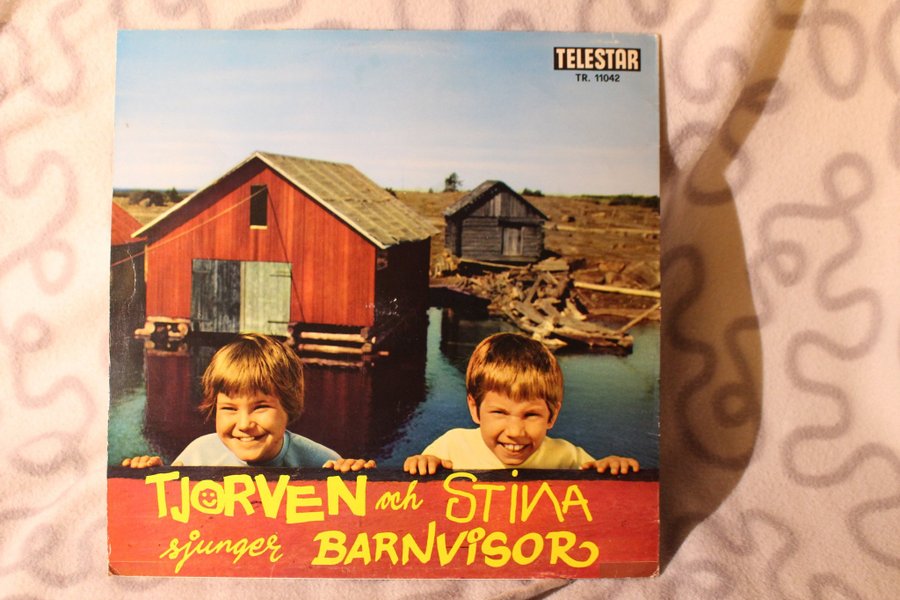 TELESTAR
TR. 11042
TJORVEN och STINA
sjunger BARNVISOR